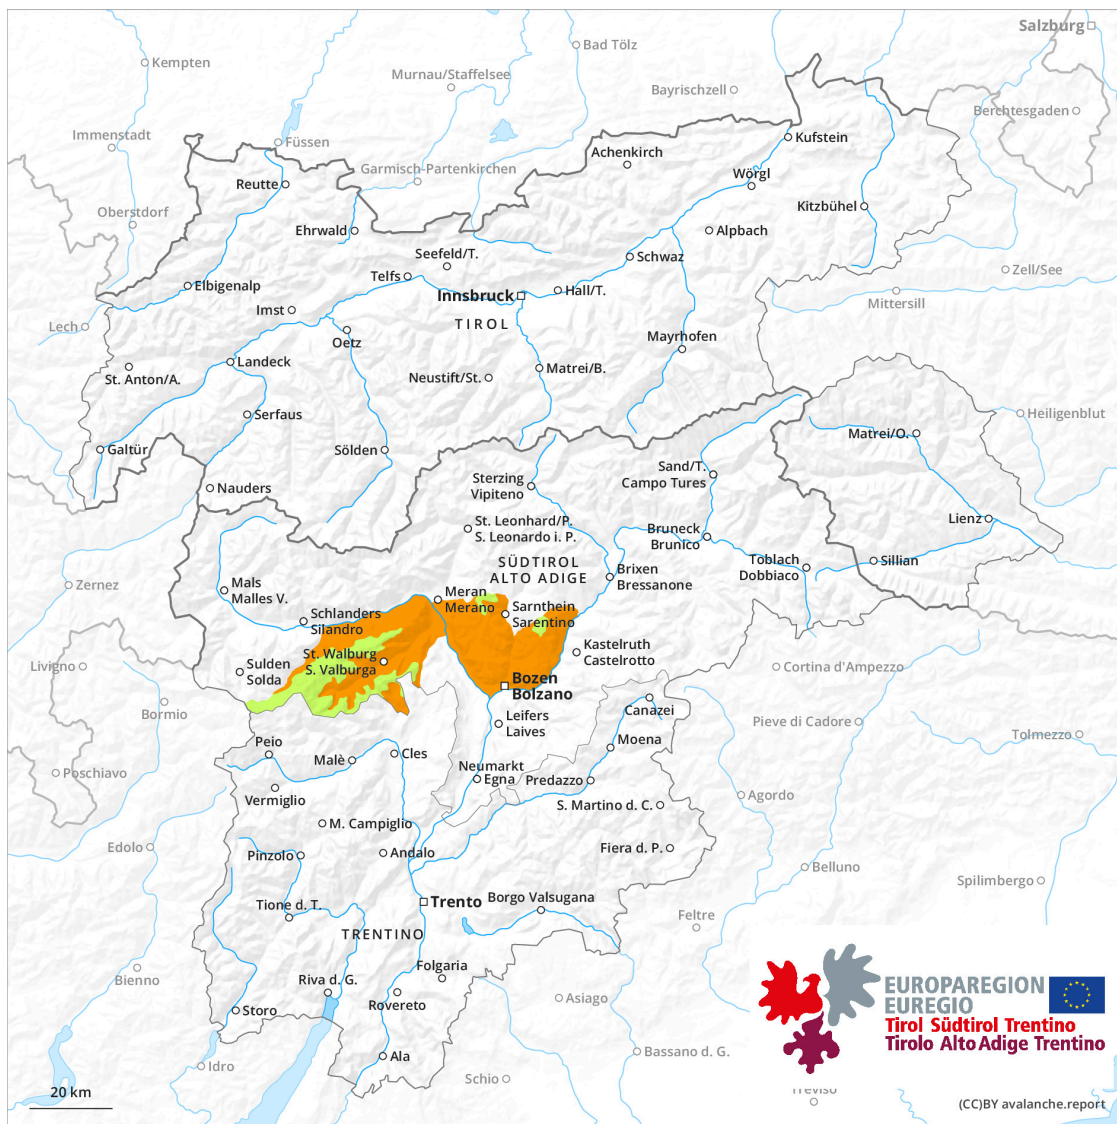 Salzburg
Bad Tölz
Kempten
Murnau/Staffelsee
Bayrischzell
Berchtesgaden
Immenstadt
Füssen
Kufstein
Achenkirch
Garmisch-Partenkirchen
Wörgl
Reutte
Kitzbühel
Oberstdorf
Ehrwald
Alpbach
Seefeld/T.
Schwaz
Zell/See
Telfs
Elbigenalp
Hall/T.
Innsbruck
Mittersill
Imst
TIROL
Lech
Oetz
Mayrhofen
Landeck
Matrei/B.
St. Anton/A.
Neustift/St.
Serfaus
Heiligenblut
Matrei/O.
Galtür
Sölden
Sand/T.
Campo Tures
Sterzing
Vipiteno
Nauders
Lienz
St. Leonhard/P.
S. Leonardo i. P.
Bruneck
Brunico
Toblach
Dobbiaco
Sillian
SÜDTIROL
ALTO ADIGE
Brixen
Bressanone
Zernez
Mals
Malles V.
Meran
Merano
Sarnthein
Sarentino
Schlanders
Silandro
Kastelruth
Castelrotto
St. Walburg
S. Valburga
Livigno
Sulden
Solda
Cortina d'Ampezzo
Bozen
Bolzano
Canazei
Bormio
Leifers
Laives
Pieve di Cadore
Tolmezzo
Peio
Moena
Malè
Cles
Poschiavo
Neumarkt
Egna
Predazzo
Vermiglio
Agordo
S. Martino d. C.
M. Campiglio
Edolo
Pinzolo
Andalo
Fiera d. P.
Belluno
Spilimbergo
Trento
Borgo Valsugana
Tione d. T.
Feltre
TRENTINO
Folgaria
Bienno
Riva d. G.
Rovereto
Asiago
Storo
EUROPAREGION
EUREGIO
Tirol Südtirol Trentino
Tirolo Alto Adige Trentino
Ala
Bassano d. G.
Idro
Schio
Treviso
20 km
(CC)BY avalanche.report